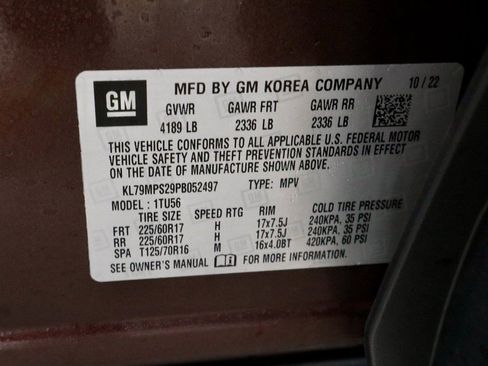 GM
MFD BY GM KOREA COMPANY 10/22
GVWR GAWR FRT GAWR RR
4189 LB 2336 LB 2336 LB
THIS VEHICLE CONFORMS TO ALL APPLICABLE U.S. FEDERAL MOTOR
VEHICLE SAFETY AND THEFT PREVENTION STANDARDS IN EFFECT
ON THE DATE OF MANUFACTURE SHOWN ABOVE.
KL79MPS29PB052497 TYPE: MPV
MODEL : 1TU56
TIRE SIZE SPEED RTG RIM COLD TIRE PRESSURE
FRT 225/60R17 H 17x7.5J 240KPA, 35 PSI
RR 225/60R17 H 17x7.5J 240KPA, 35 PSI
SPA T125/70R16 M 16x4.0BT 420KPA, 60 PSI
SEE OWNER'S MANUAL FOR MORE INFORMATION.